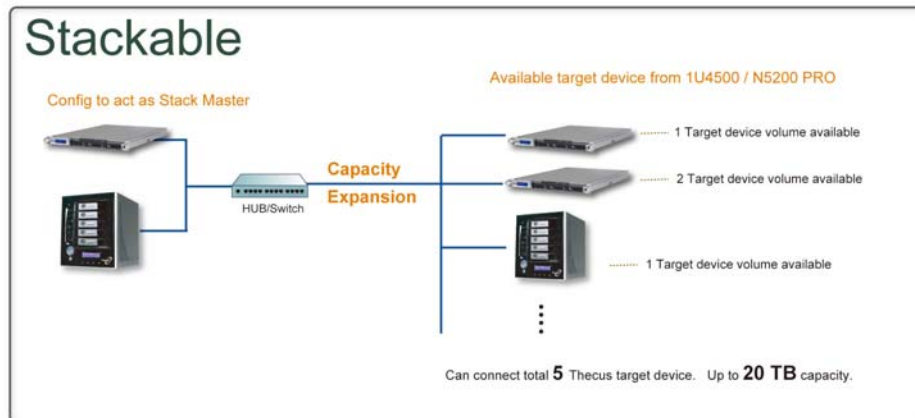 Stackable
Config to act as Stack Master
Available target device from 1U4500 / N5200 PRO
1 Target device volume available
2 Target device volume available
Capacity
Expansion
HUB/Switch
1 Target device volume available
Can connect total 5 Thecus target device. Up to 20 TB capacity.